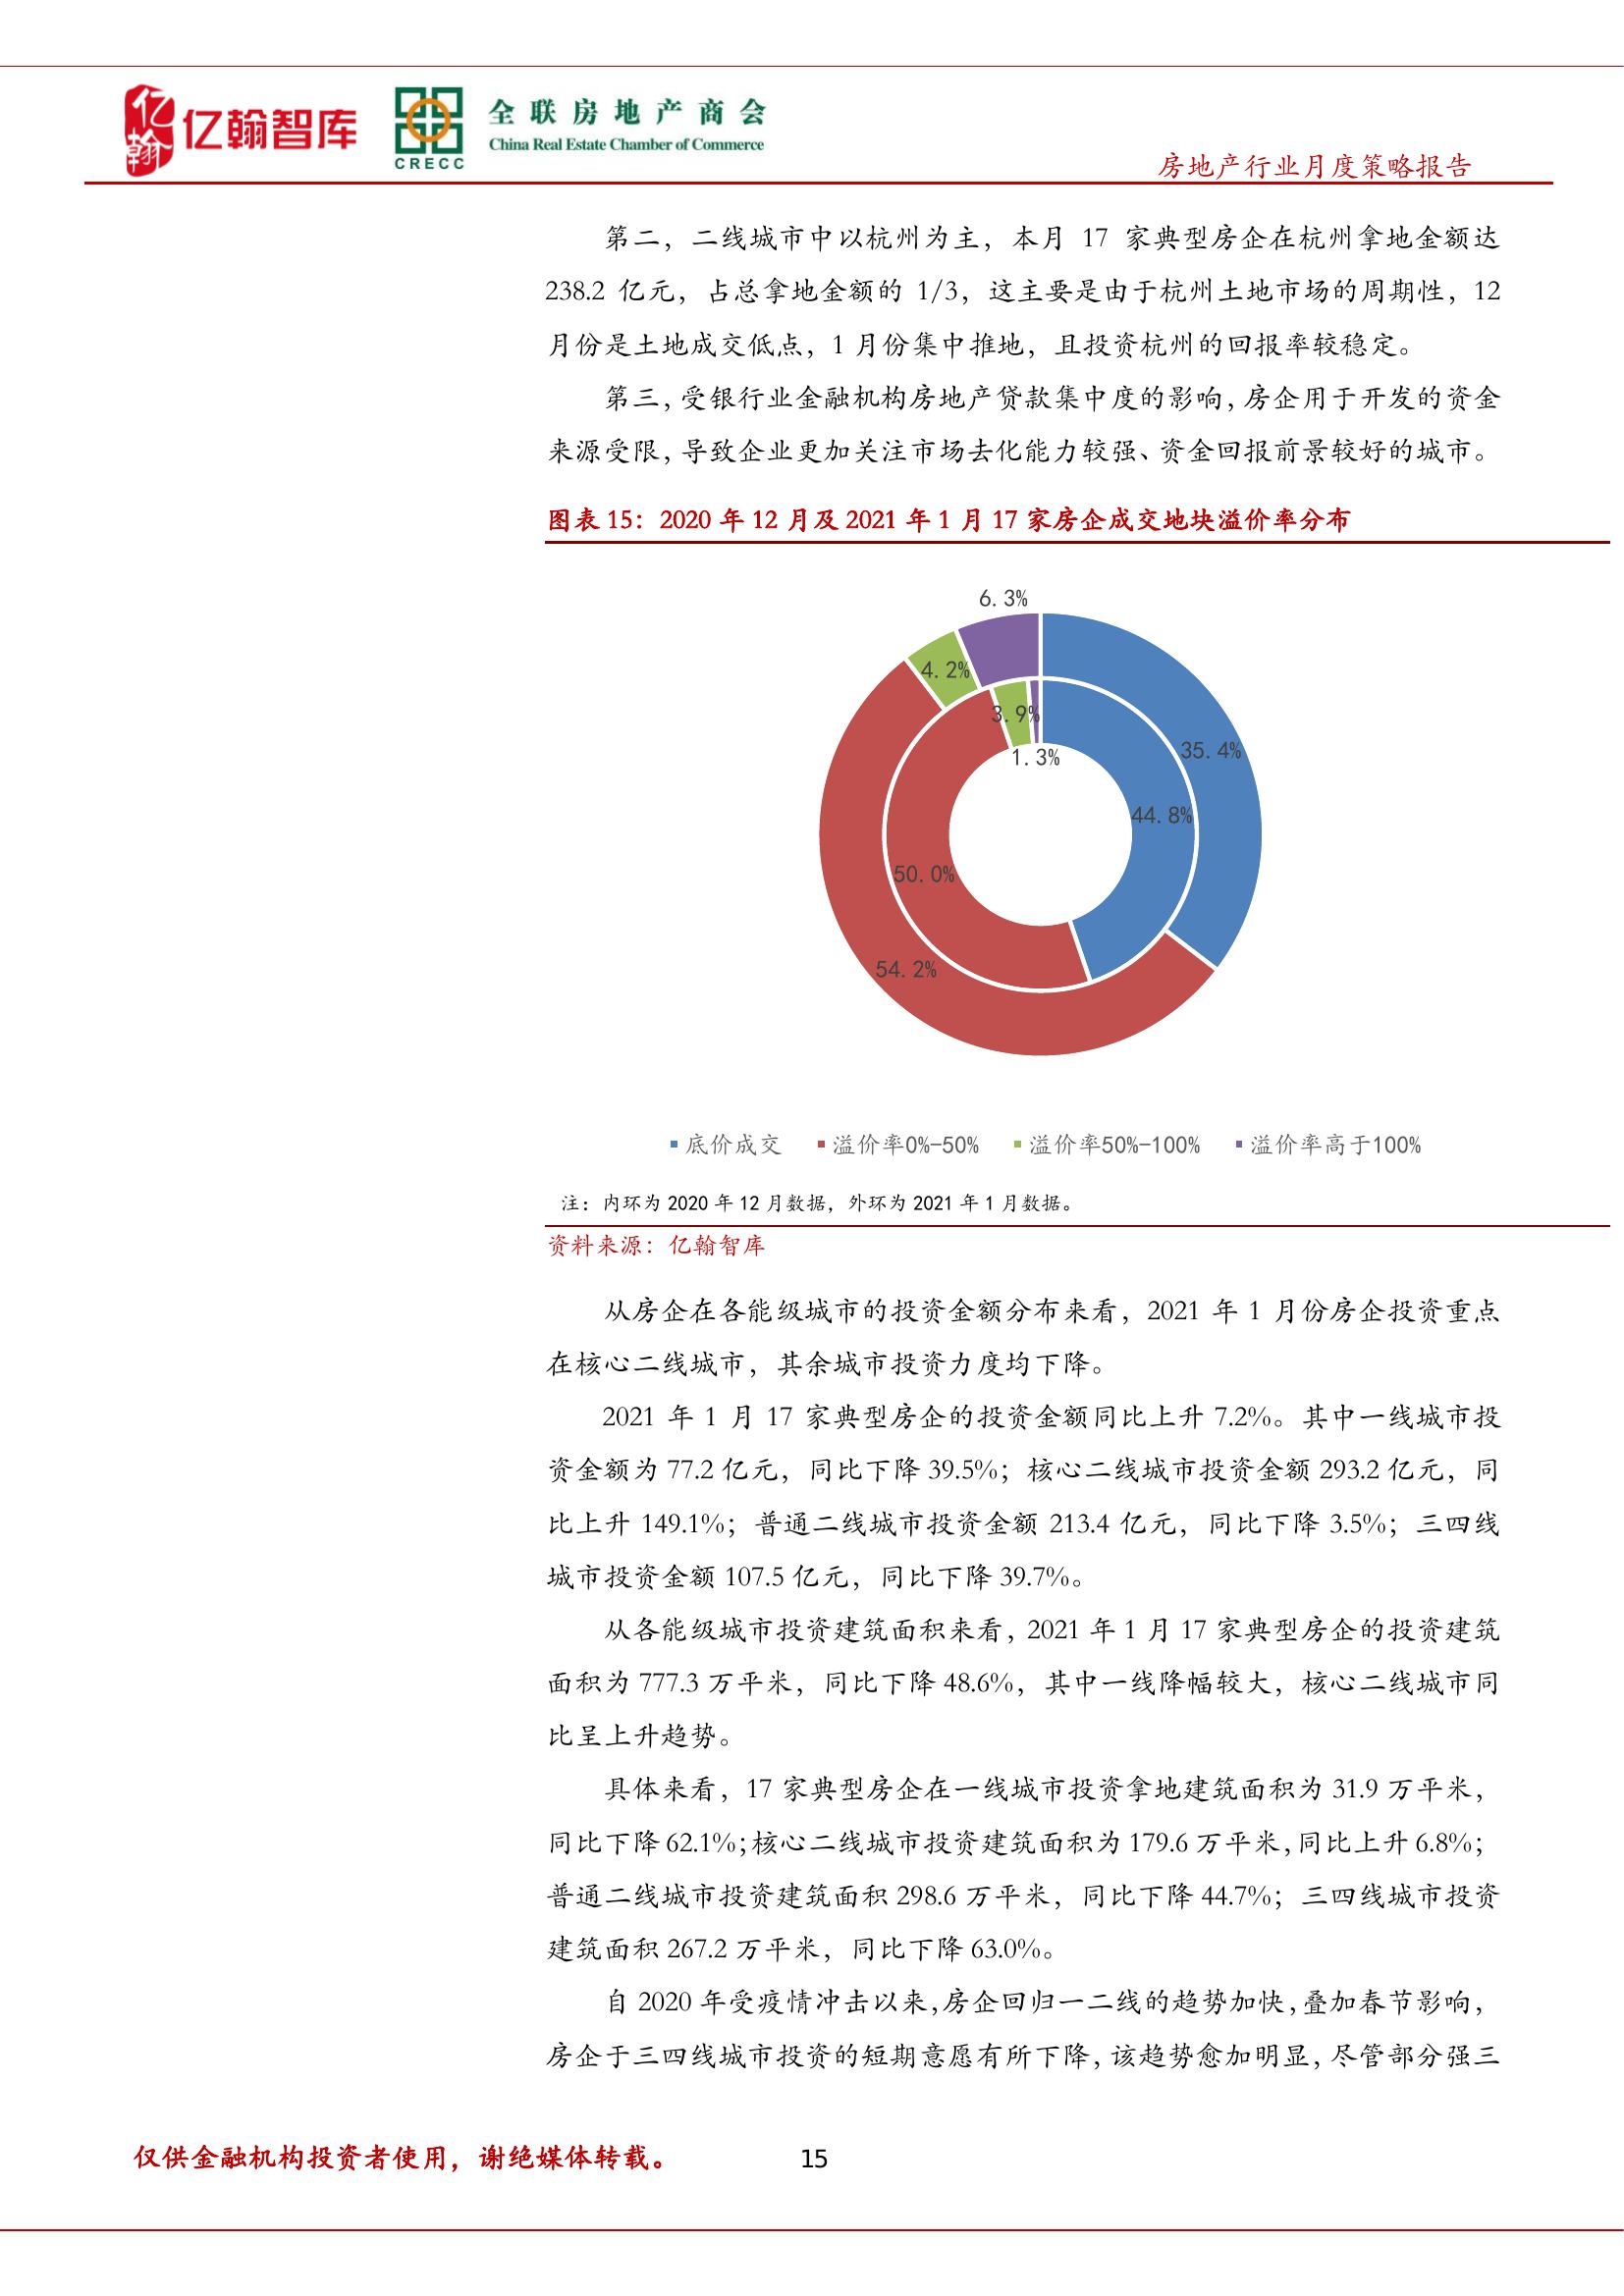 亿翰
亿翰智库
CRECC
全联房地产商会
China Real Estate Chamber of Commerce
房地产行业月度策略报告
第二，二线城市中以杭州为主，本月 17 家典型房企在杭州拿地金额达
238.2 亿元，占总拿地金额的 1/3，这主要是由于杭州土地市场的周期性，12
月份是土地成交低点，1 月份集中推地，且投资杭州的回报率较稳定。
第三，受银行业金融机构房地产贷款集中度的影响，房企用于开发的资金
来源受限，导致企业更加关注市场去化能力较强、资金回报前景较好的城市。
图表 15：2020 年 12 月及 2021 年 1 月 17 家房企成交地块溢价率分布
6.3%
4.2%
3.9%
1.3%
35.4%
44.8%
50.0%
54.2%
底价成交 溢价率0%-50% 溢价率50%-100% 溢价率高于100%
注：内环为 2020 年 12 月数据，外环为 2021 年 1 月数据。
资料来源：亿翰智库
从房企在各能级城市的投资金额分布来看，2021 年 1 月份房企投资重点
在核心二线城市，其余城市投资力度均下降。
2021 年 1 月 17 家典型房企的投资金额同比上升 7.2%。其中一线城市投
资金额为 77.2 亿元，同比下降 39.5%；核心二线城市投资金额 293.2 亿元，同
比上升 149.1%；普通二线城市投资金额 213.4 亿元，同比下降 3.5%；三四线
城市投资金额 107.5 亿元，同比下降 39.7%。
从各能级城市投资建筑面积来看，2021 年 1 月 17 家典型房企的投资建筑
面积为 777.3 万平米，同比下降 48.6%，其中一线降幅较大，核心二线城市同
比呈上升趋势。
具体来看，17 家典型房企在一线城市投资拿地建筑面积为 31.9 万平米，
同比下降 62.1%；核心二线城市投资建筑面积为 179.6 万平米，同比上升 6.8%；
普通二线城市投资建筑面积 298.6 万平米，同比下降 44.7%；三四线城市投资
建筑面积 267.2 万平米，同比下降 63.0%。
自 2020 年受疫情冲击以来，房企回归一二线的趋势加快，叠加春节影响，
房企于三四线城市投资的短期意愿有所下降，该趋势愈加明显，尽管部分强三
仅供金融机构投资者使用，谢绝媒体转载。
15